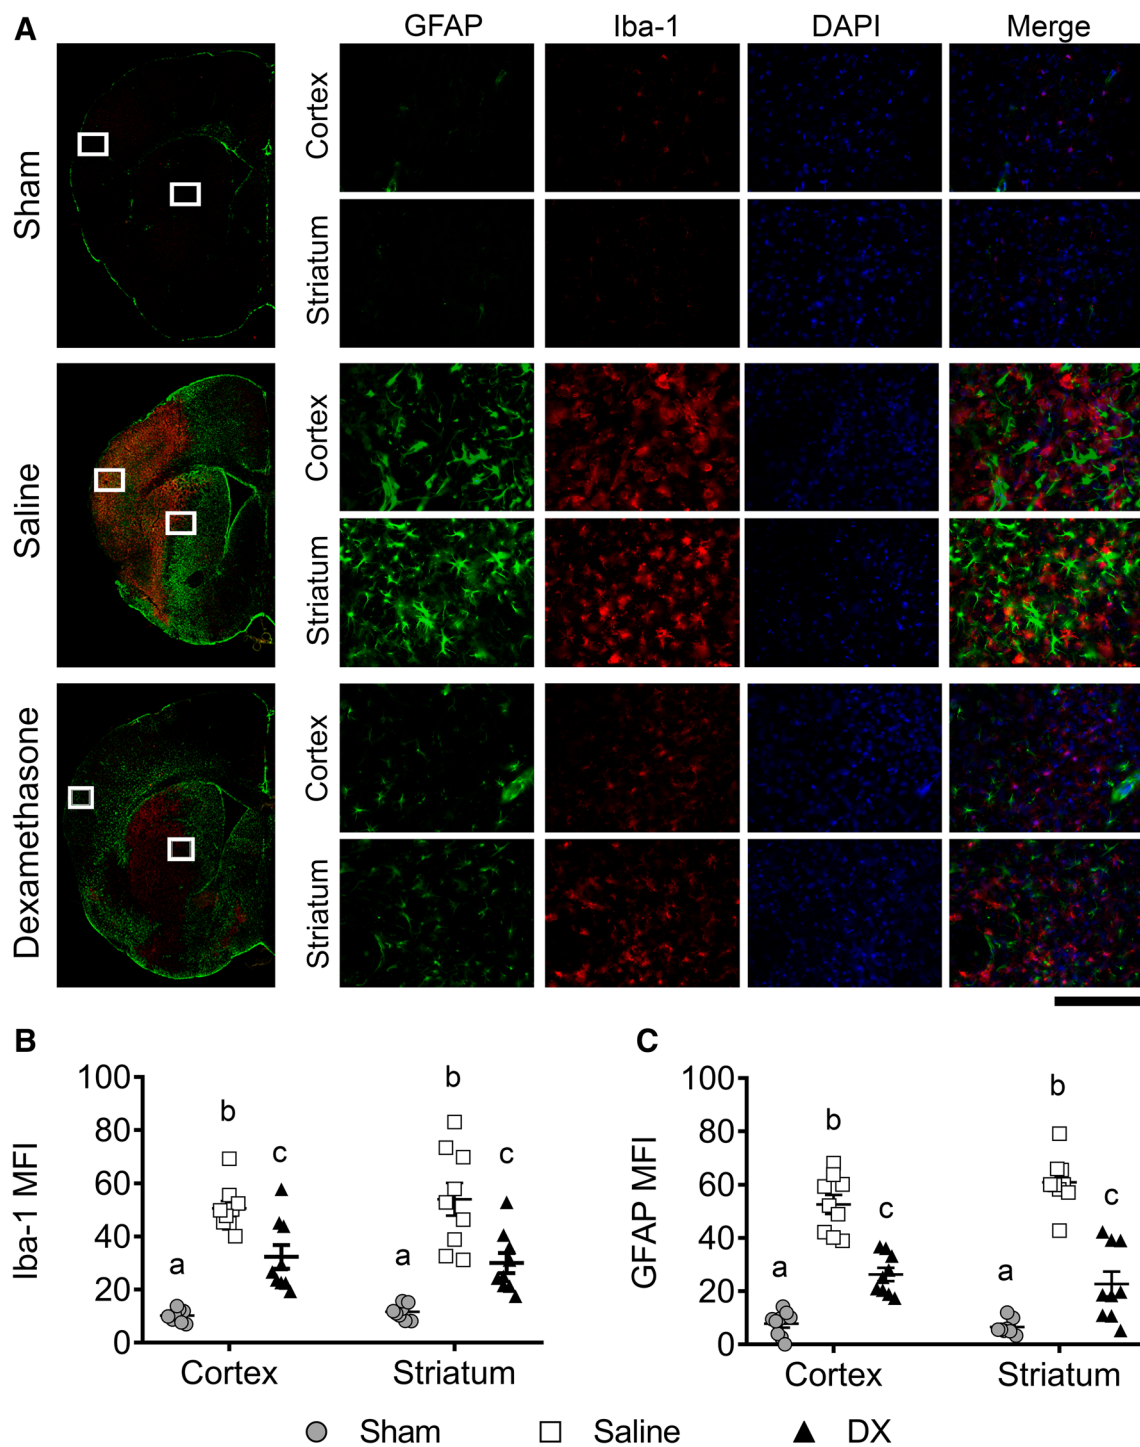 A
GFAP Iba-1 DAPI Merge
Sham
Cortex
Striatum
Saline
Cortex
Striatum
Dexamethasone
Cortex
Striatum
B
Iba-1 MFI
100
80
60
40
20
0
a b c
a b c
Cortex Striatum
C
GFAP MFI
100
80
60
40
20
0
a b c
a b c
Cortex Striatum
Sham Saline DX